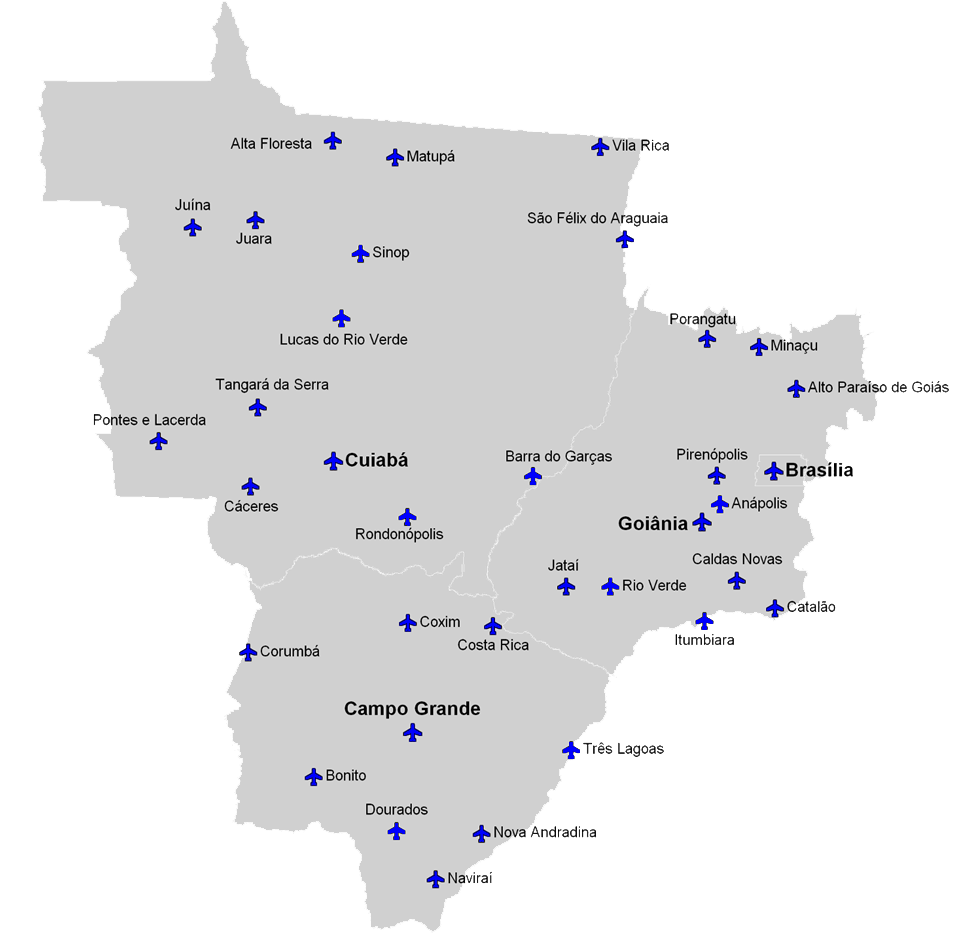 Alta Floresta
Vila Rica
Matupá
Juína
São Félix do Araguaia
Juara
Sinop
Porangatu
Lucas do Rio Verde
Minaçu
Tangará da Serra
Alto Paraíso de Goiás
Pontes e Lacerda
Pirenópolis
Barra do Garças
Cuiabá
Brasília
Anápolis
Cáceres
Goiânia
Rondonópolis
Caldas Novas
Jataí
Rio Verde
Catalão
Coxim
Itumbiara
Costa Rica
Corumbá
Campo Grande
Três Lagoas
Bonito
Dourados
Nova Andradina
Naviraí